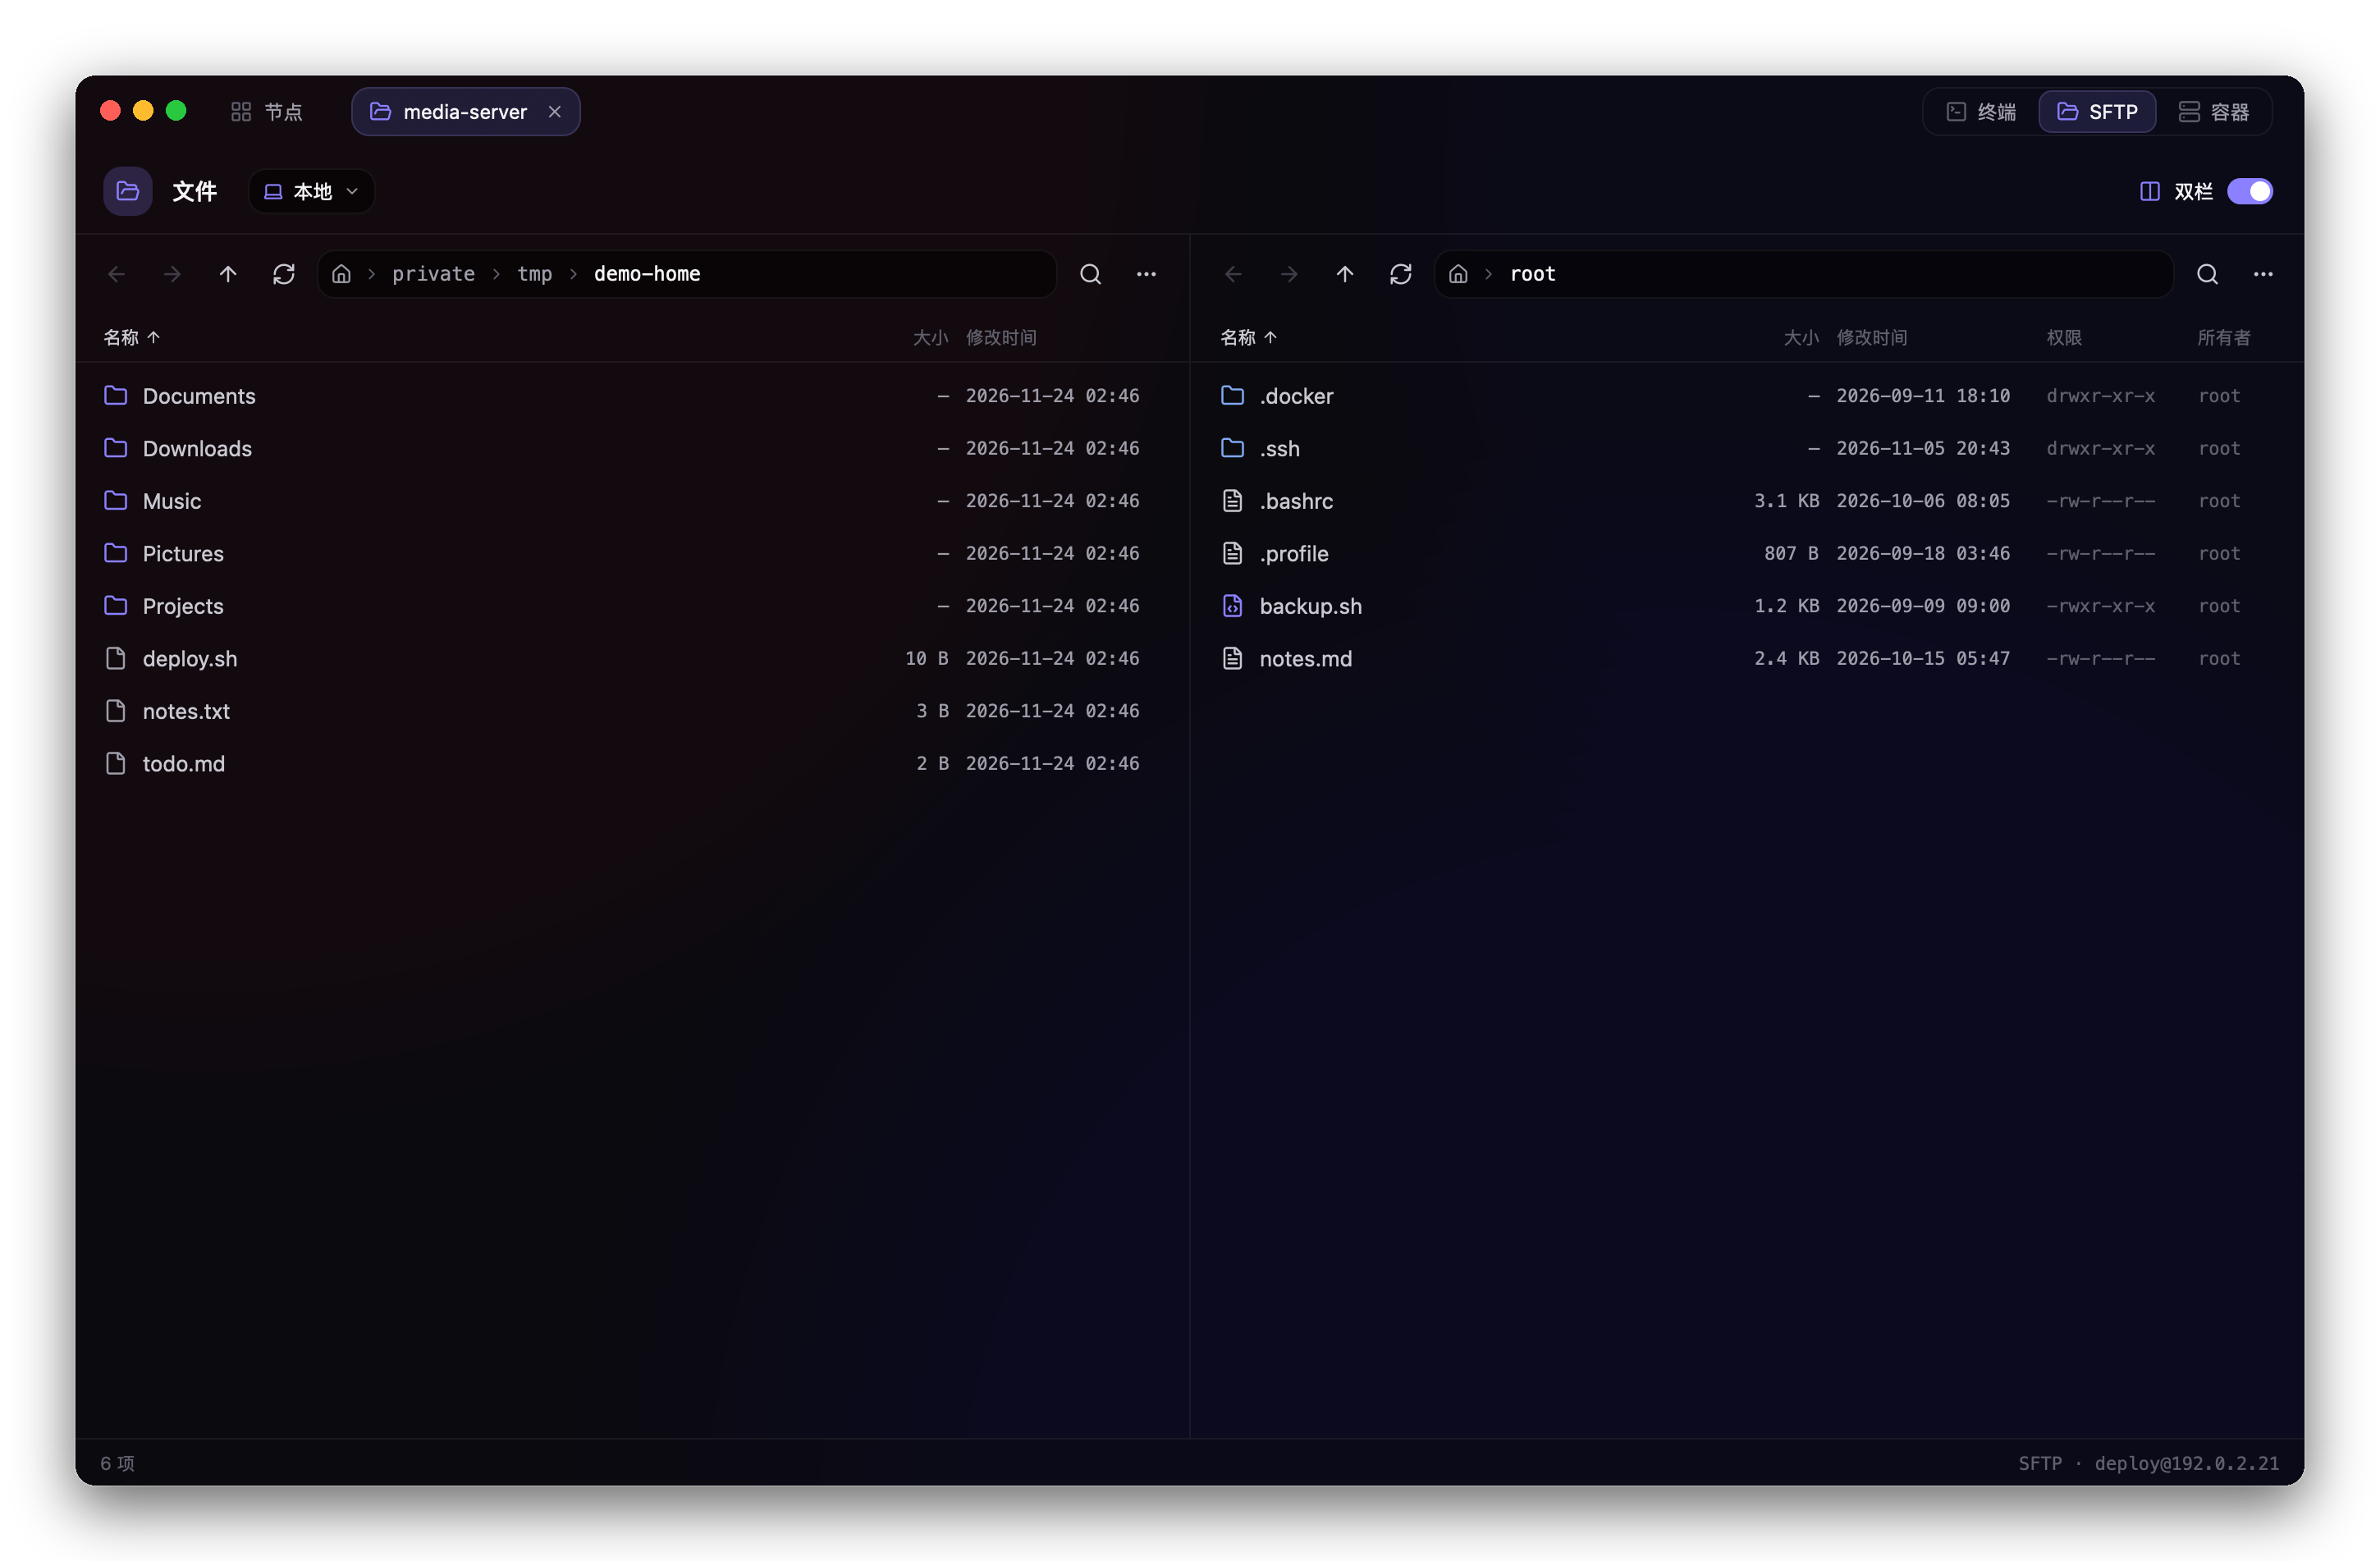 节点 media-server 终端 SFTP 容器
文件 本地 双栏
private tmp demo-home
名称 大小 修改时间
Documents — 2026-11-24 02:46
Downloads — 2026-11-24 02:46
Music — 2026-11-24 02:46
Pictures — 2026-11-24 02:46
Projects — 2026-11-24 02:46
deploy.sh 10 B 2026-11-24 02:46
notes.txt 3 B 2026-11-24 02:46
todo.md 2 B 2026-11-24 02:46
root
名称 大小 修改时间 权限 所有者
.docker — 2026-09-11 18:10 drwxr-xr-x root
.ssh — 2026-11-05 20:43 drwxr-xr-x root
.bashrc 3.1 KB 2026-10-06 08:05 -rw-r--r-- root
.profile 807 B 2026-09-18 03:46 -rw-r--r-- root
backup.sh 1.2 KB 2026-09-09 09:00 -rwxr-xr-x root
notes.md 2.4 KB 2026-10-15 05:47 -rw-r--r-- root
6 项 SFTP · deploy@192.0.2.21